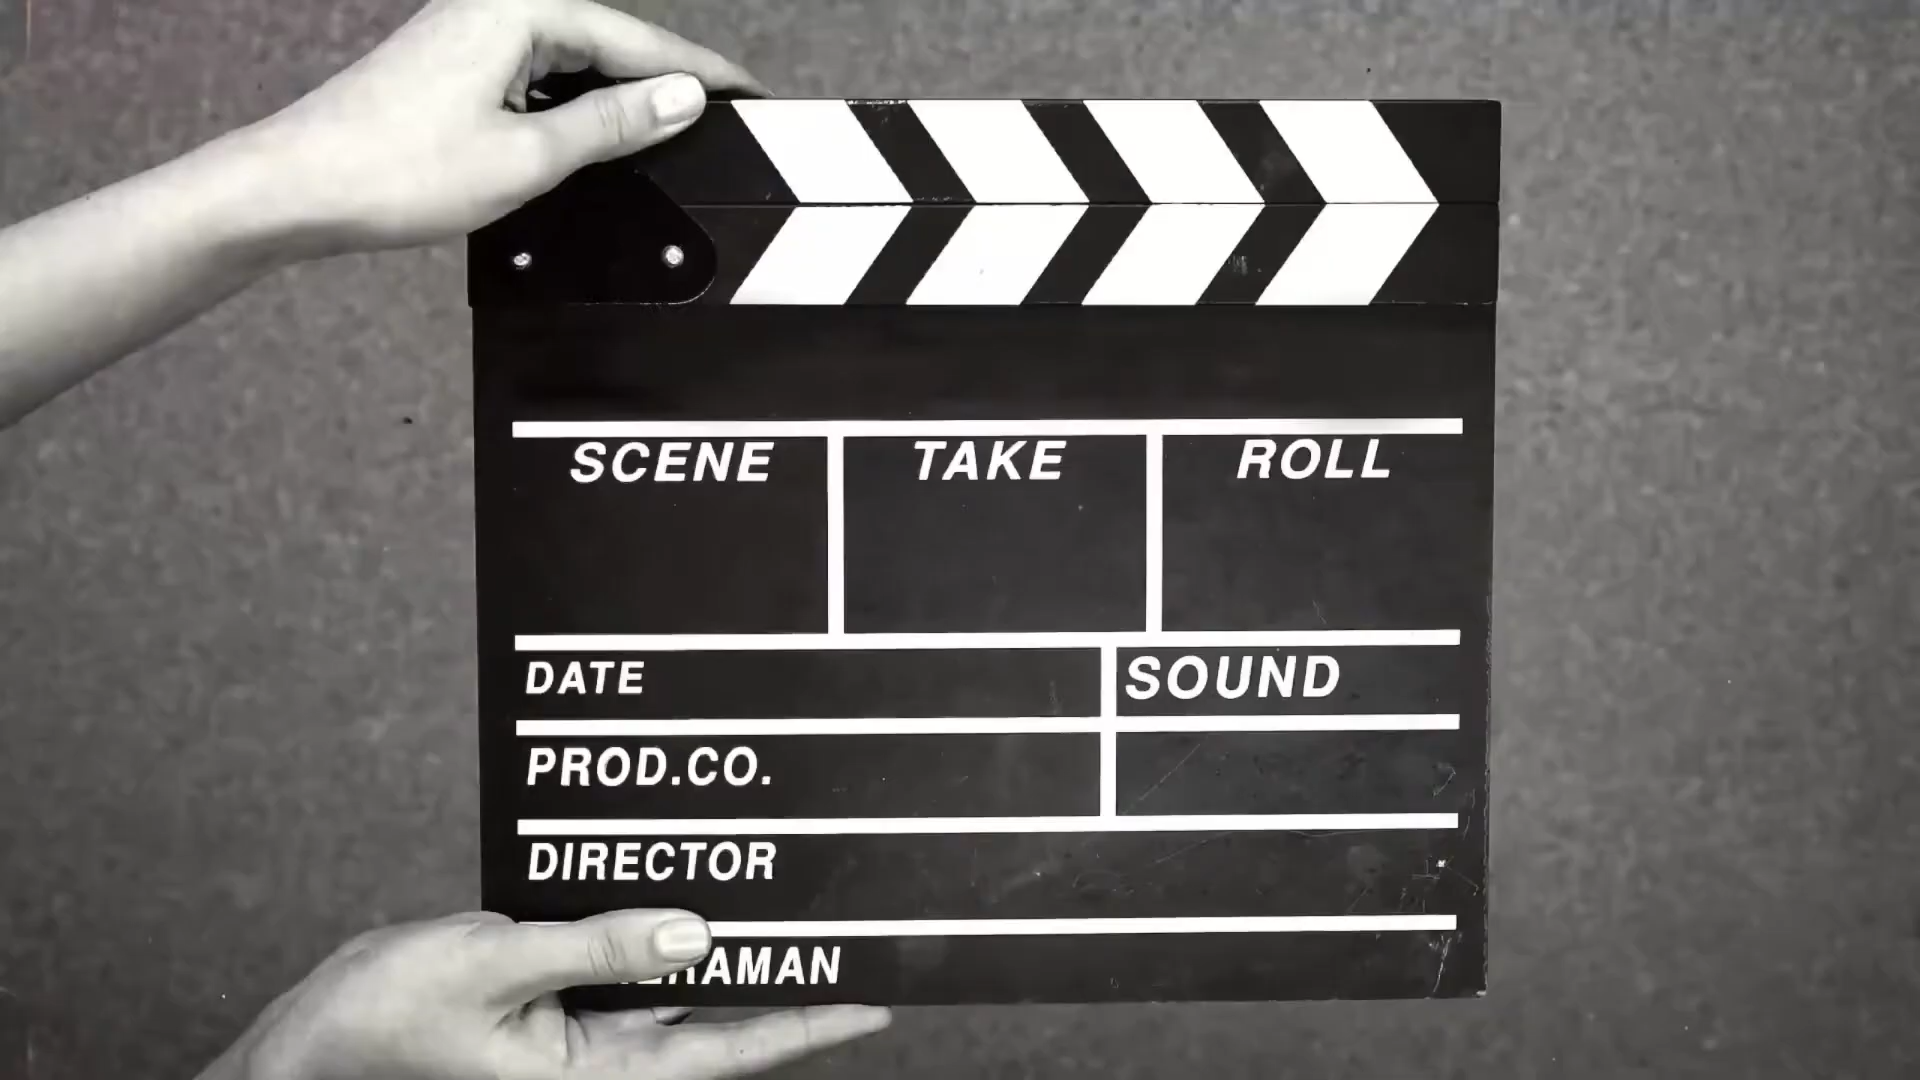 SCENE TAKE ROLL
DATE SOUND
PROD.CO.
DIRECTOR